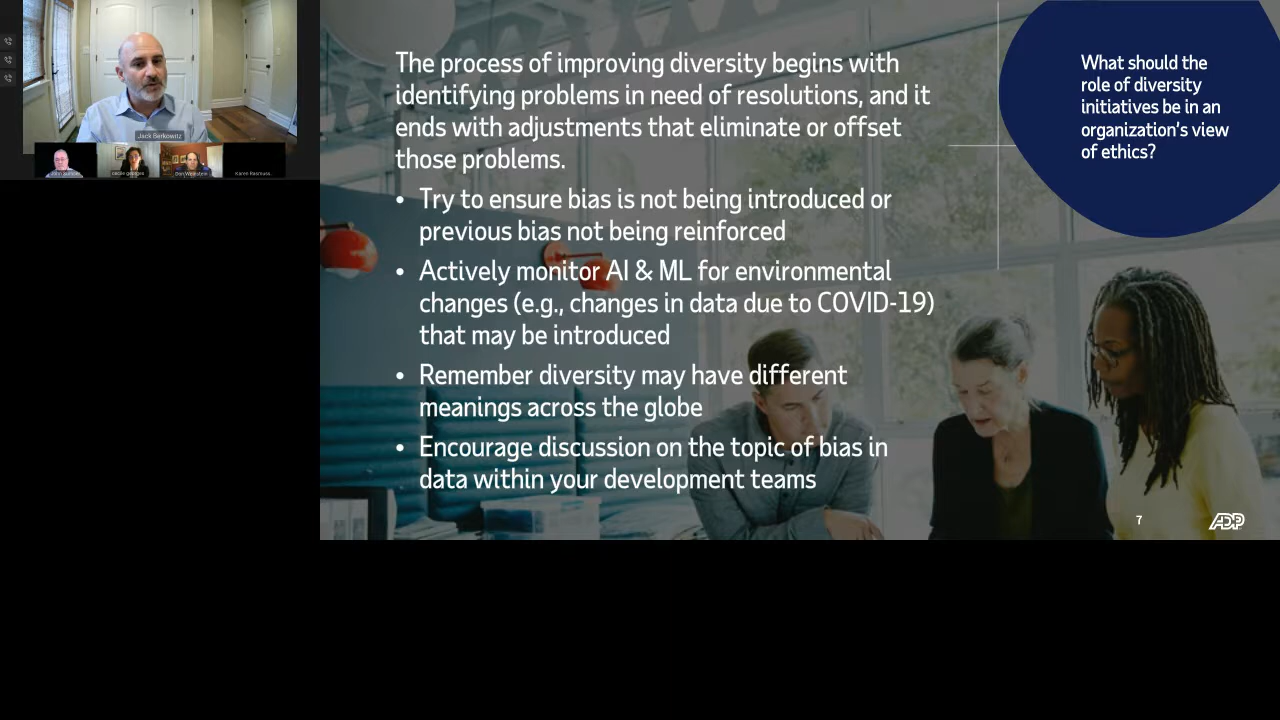 Jack Berkowitz
Karen Rasmuss
The process of improving diversity begins with
identifying problems in need of resolutions, and it
ends with adjustments that eliminate or offset
those problems.
• Try to ensure bias is not being introduced or
previous bias not being reinforced
• Actively monitor AI & ML for environmental
changes (e.g., changes in data due to COVID-19)
that may be introduced
• Remember diversity may have different
meanings across the globe
• Encourage discussion on the topic of bias in
data within your development teams
What should the
role of diversity
initiatives be in an
organization's view
of ethics?
7
ADP